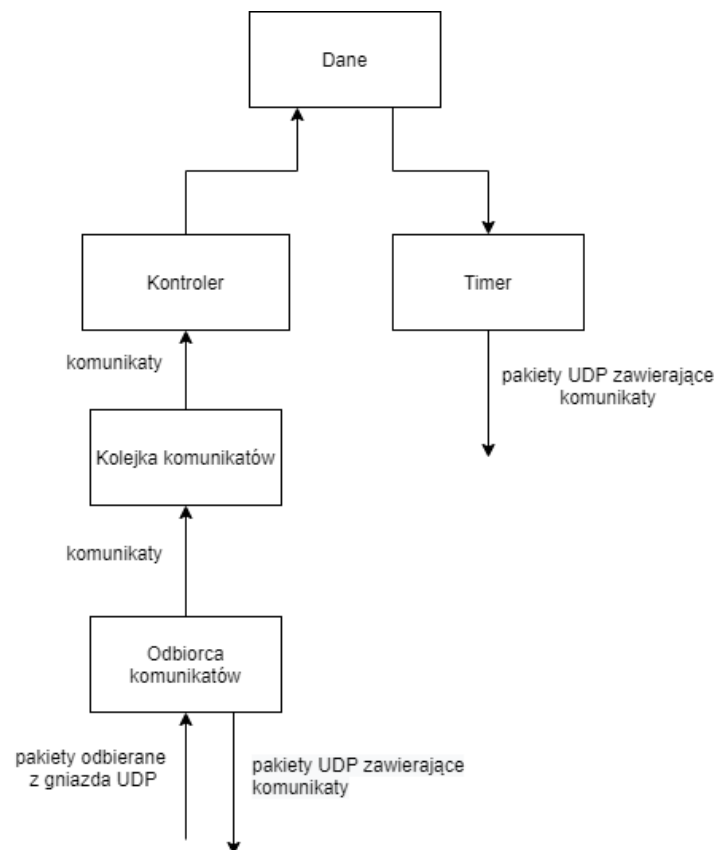 Dane
Kontroler
Timer
komunikaty
pakiety UDP zawierające
komunikaty
Kolejka komunikatów
komunikaty
Odbiorca
komunikatów
pakiety odbierane
z gniazda UDP
pakiety UDP zawierające
komunikaty